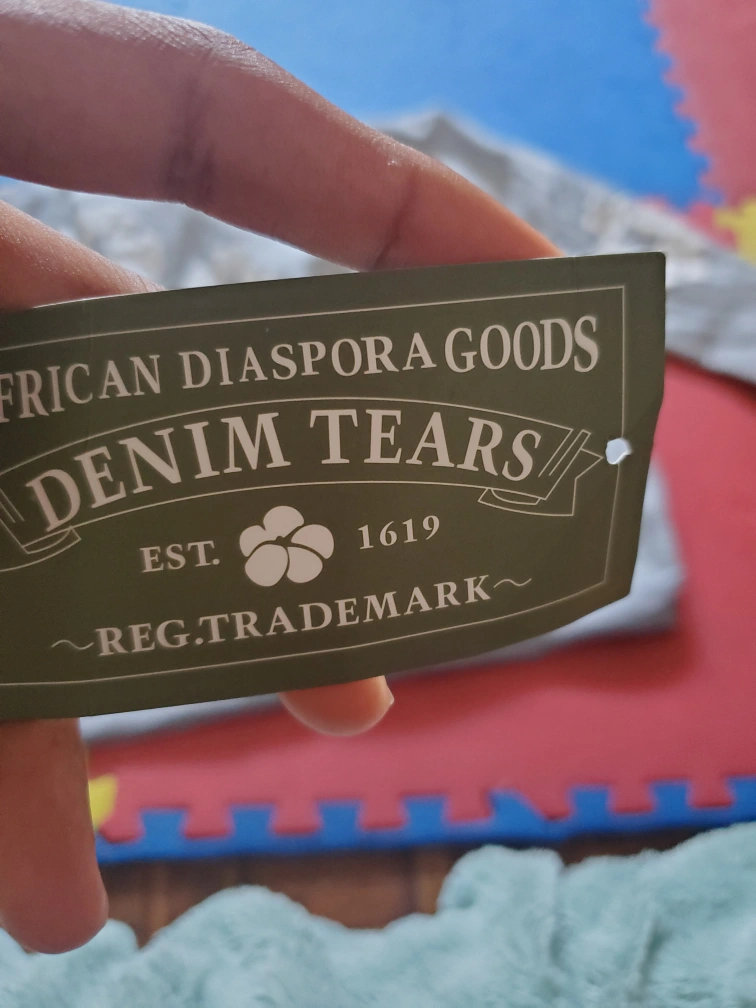 FRICAN DIASPORA GOODS
DENIM TEARS
EST. 1619
~REG.TRADEMARK~